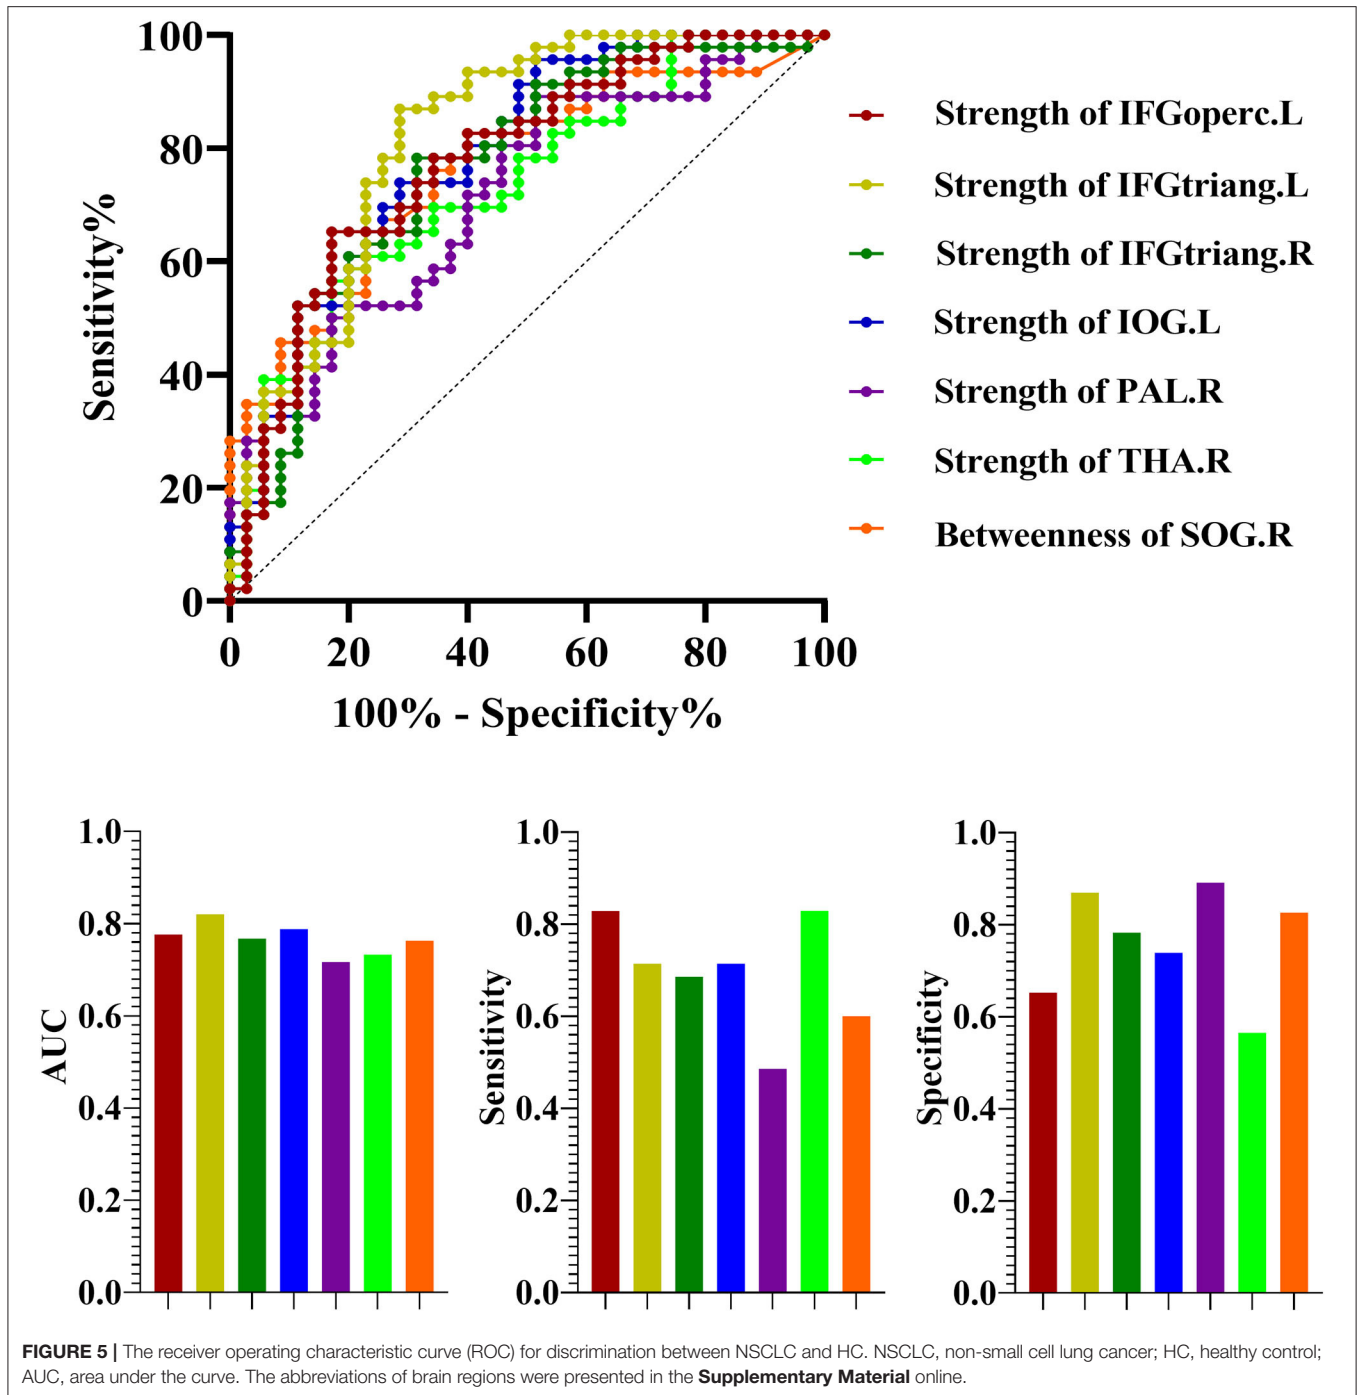 100
80
60
40
20
0
Sensitivity%
0 20 40 60 80 100
100% - Specificity%
Strength of IFGoperc.L
Strength of IFGtriang.L
Strength of IFGtriang.R
Strength of IOG.L
Strength of PAL.R
Strength of THA.R
Betweenness of SOG.R
1.0
0.8
0.6
0.4
0.2
0.0
AUC
1.0
0.8
0.6
0.4
0.2
0.0
Sensitivity
1.0
0.8
0.6
0.4
0.2
0.0
Specificity
FIGURE 5 | The receiver operating characteristic curve (ROC) for discrimination between NSCLC and HC. NSCLC, non-small cell lung cancer; HC, healthy control;
AUC, area under the curve. The abbreviations of brain regions were presented in the Supplementary Material online.